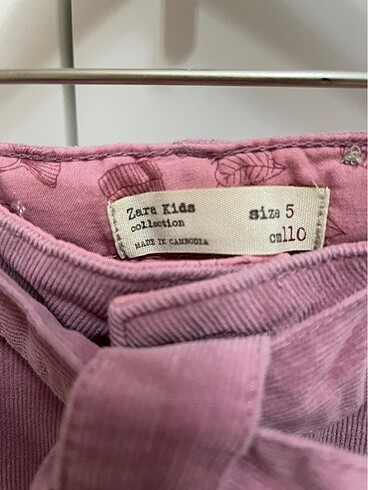 Zara Kids size 5
collection cm110
MADE IN CAMBODIA